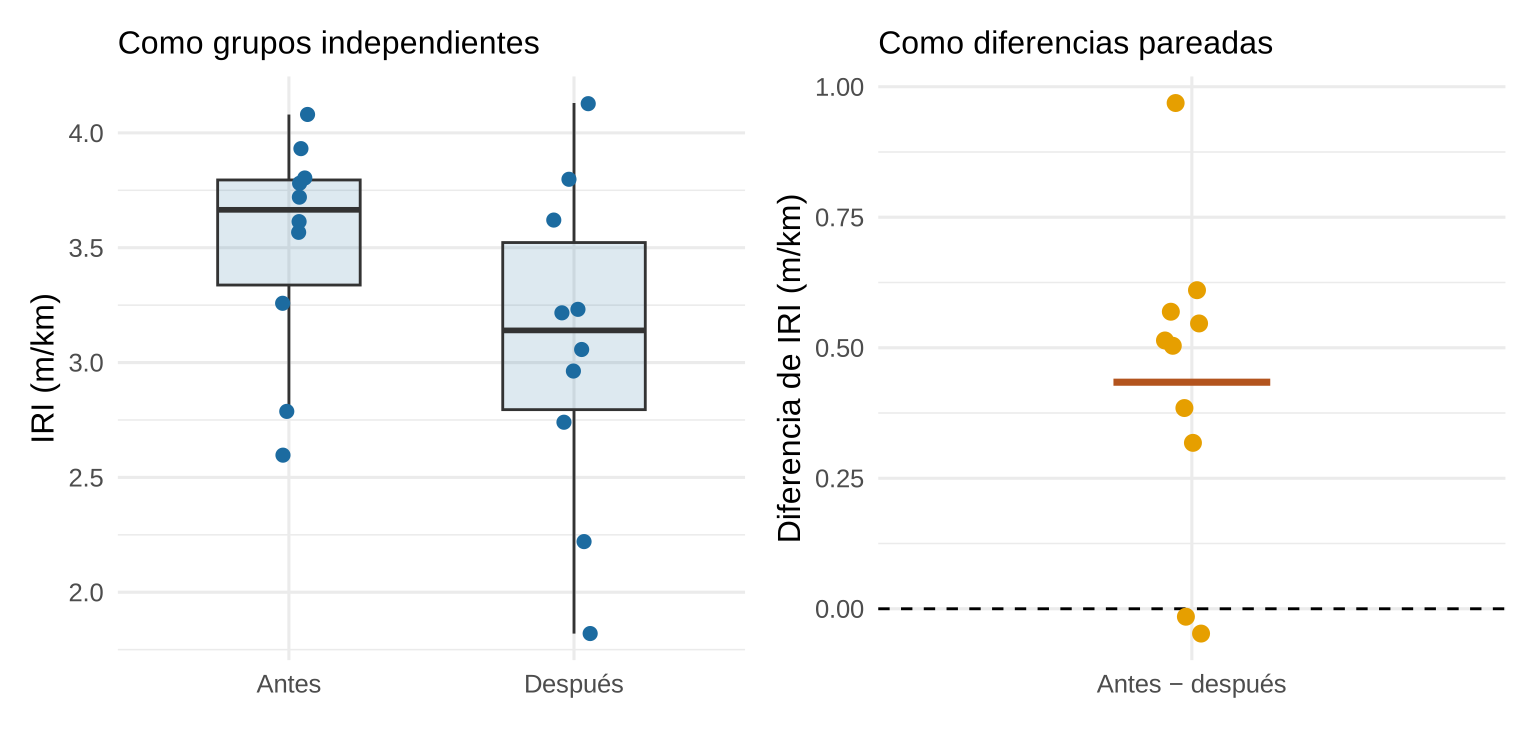 Como grupos independientes
IRI (m/km)
4.0
3.5
3.0
2.5
2.0
Antes
Después
Como diferencias pareadas
Diferencia de IRI (m/km)
1.00
0.75
0.50
0.25
0.00
Antes − después